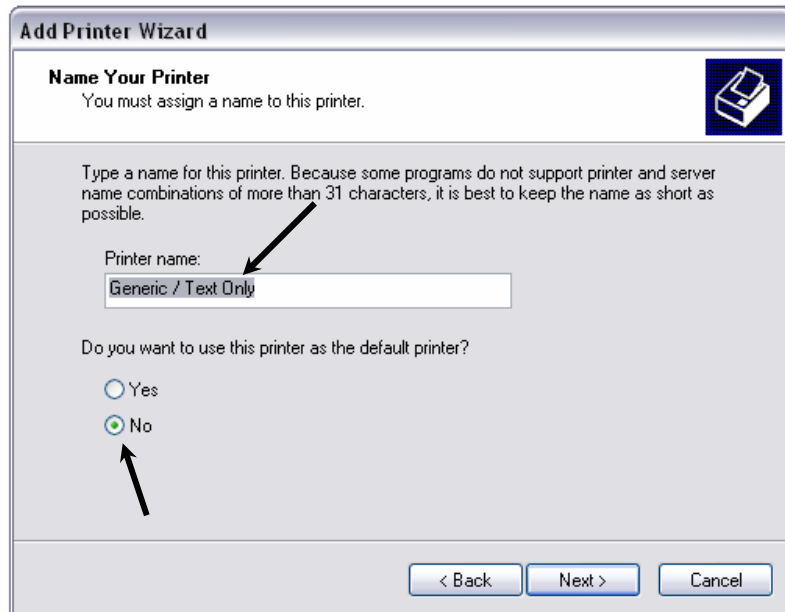 Add Printer Wizard
Name Your Printer
You must assign a name to this printer.
Type a name for this printer. Because some programs do not support printer and server
name combinations of more than 31 characters, it is best to keep the name as short as
possible.
Printer name:
Generic / Text Only
Do you want to use this printer as the default printer?
Yes
No
< Back Next > Cancel